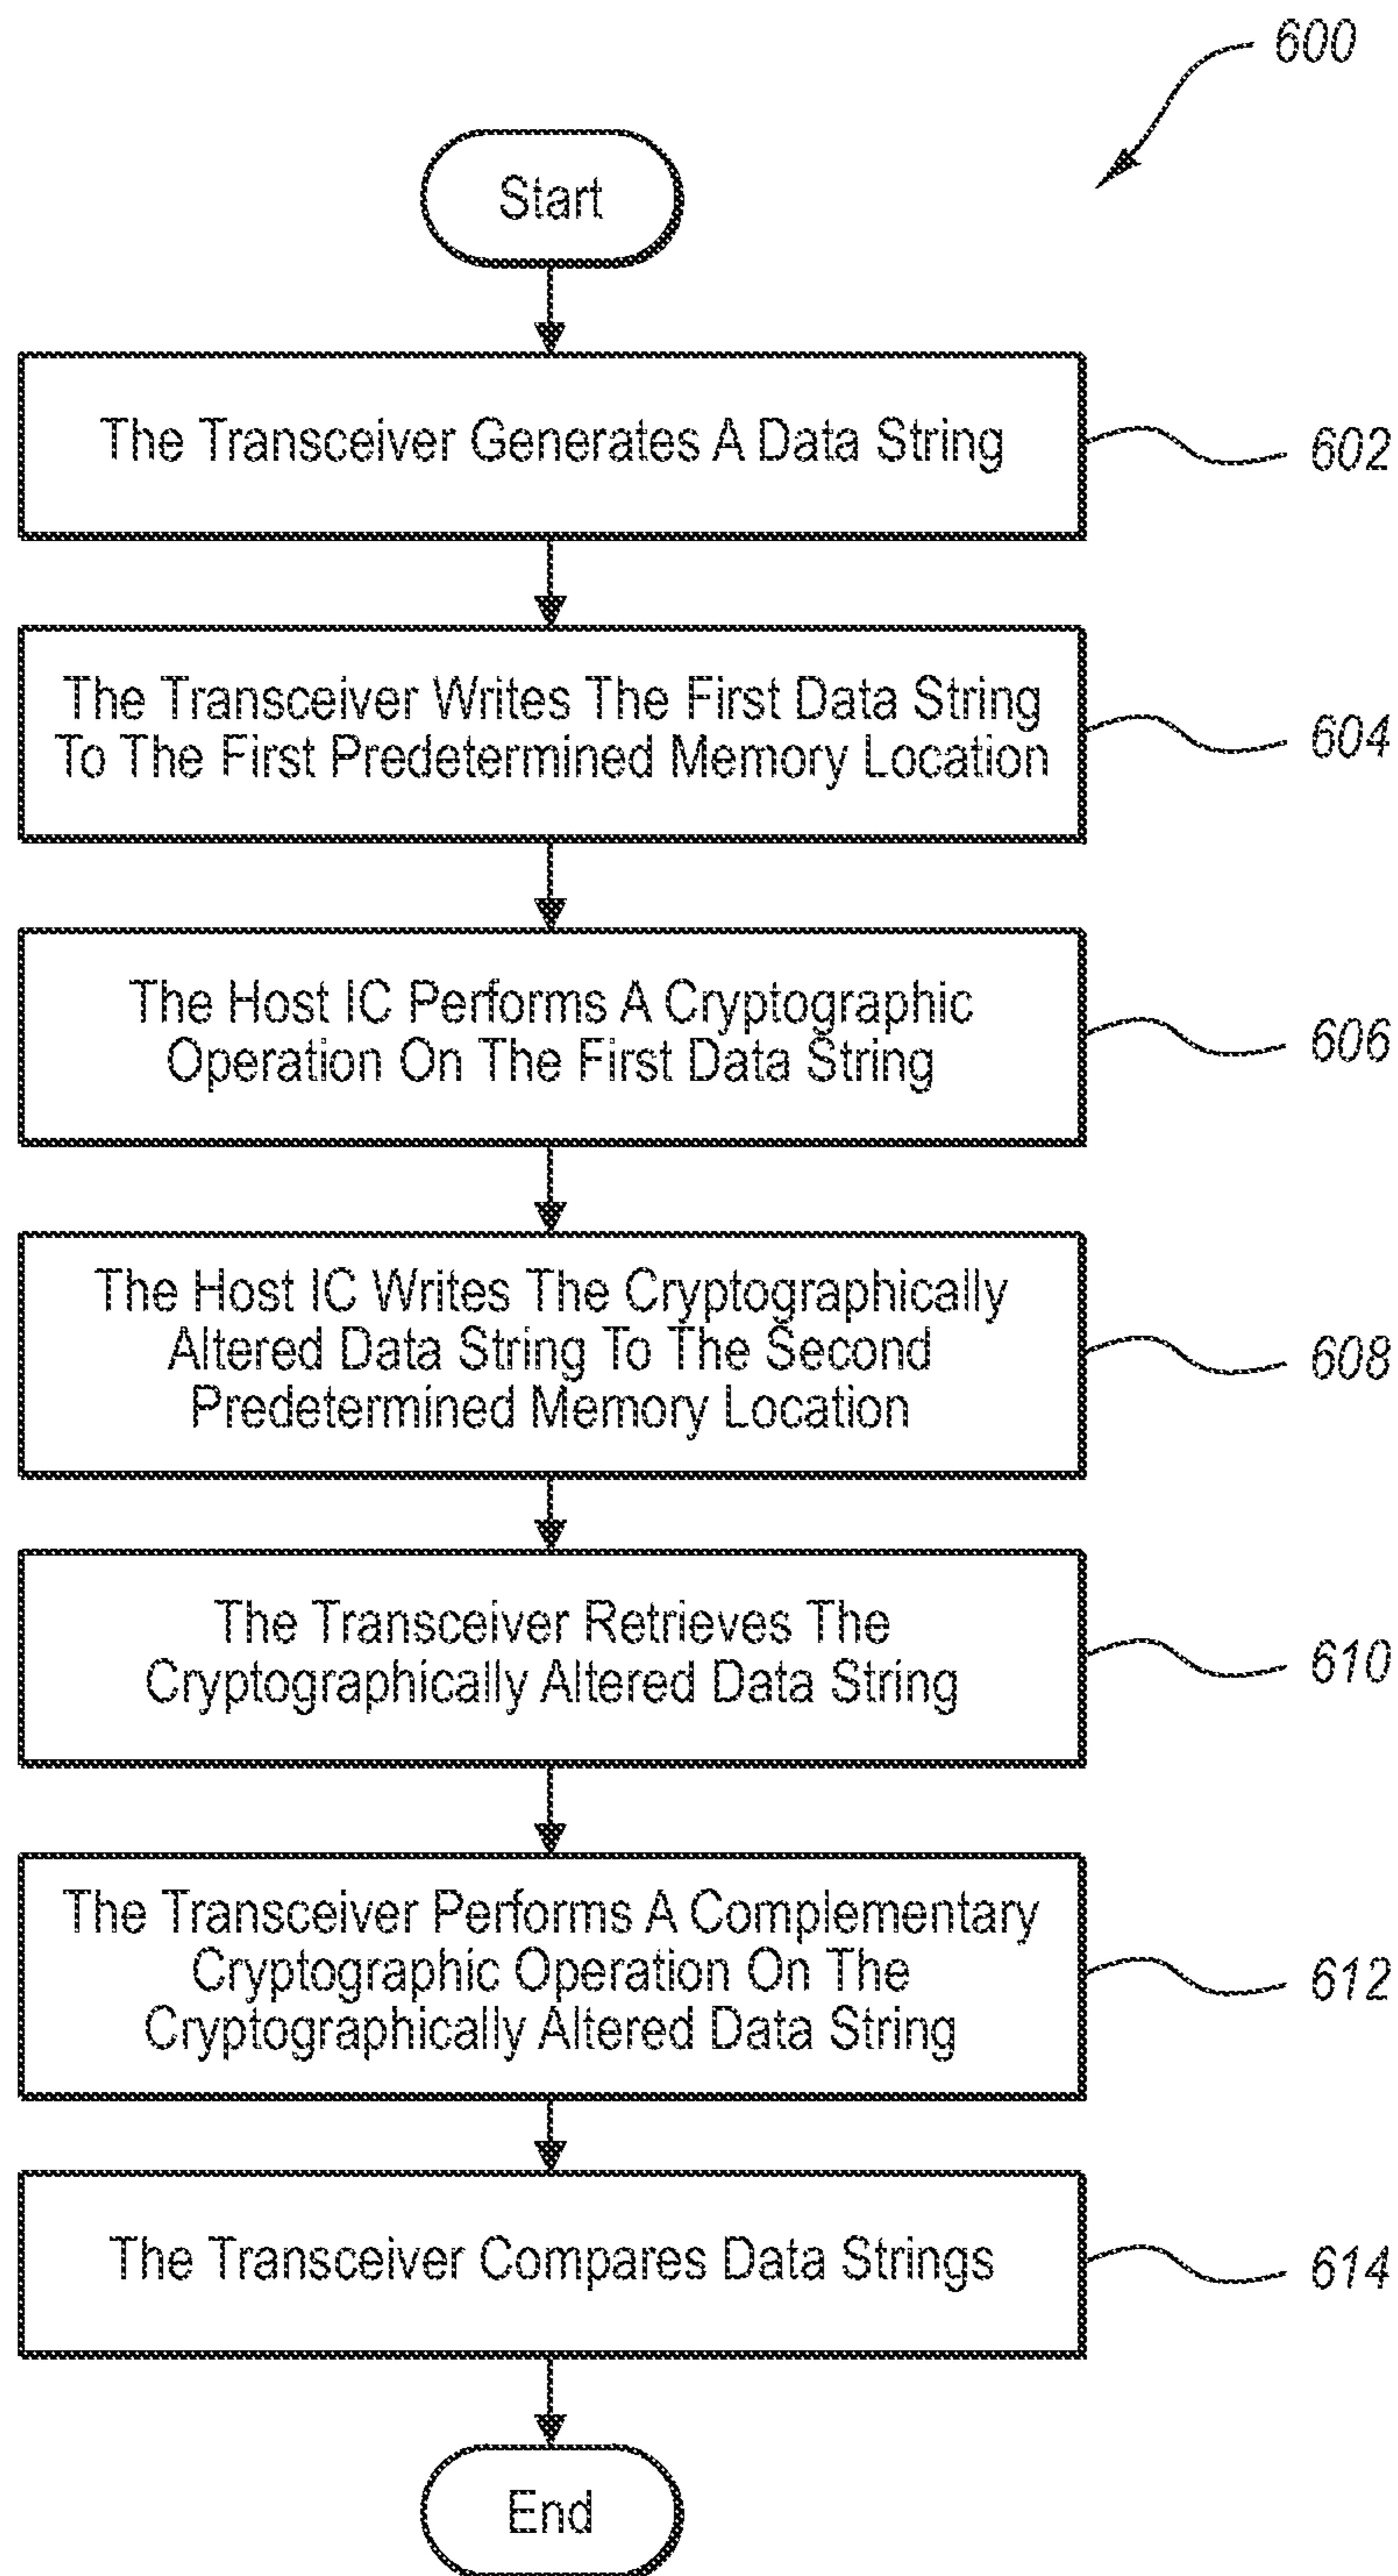 600
Start
The Transceiver Generates A Data String
602
The Transceiver Writes The First Data String
To The First Predetermined Memory Location
604
The Host IC Performs A Cryptographic
Operation On The First Data String
606
The Host IC Writes The Cryptographically
Altered Data String To The Second
Predetermined Memory Location
608
The Transceiver Retrieves The
Cryptographically Altered Data String
610
The Transceiver Performs A Complementary
Cryptographic Operation On The
Cryptographically Altered Data String
612
The Transceiver Compares Data Strings
614
End